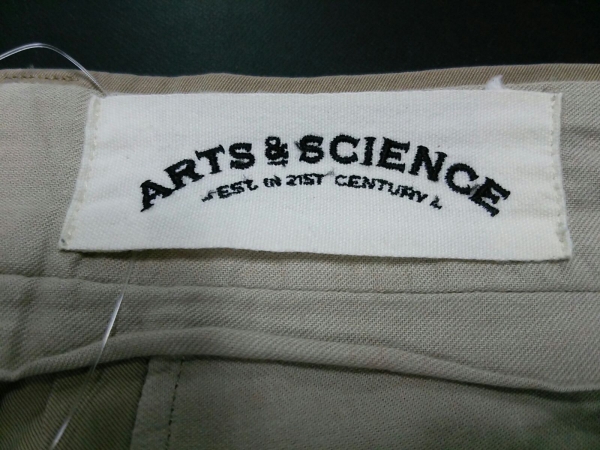 ARTS & SCIENCE
EST. IN 21ST CENTURY